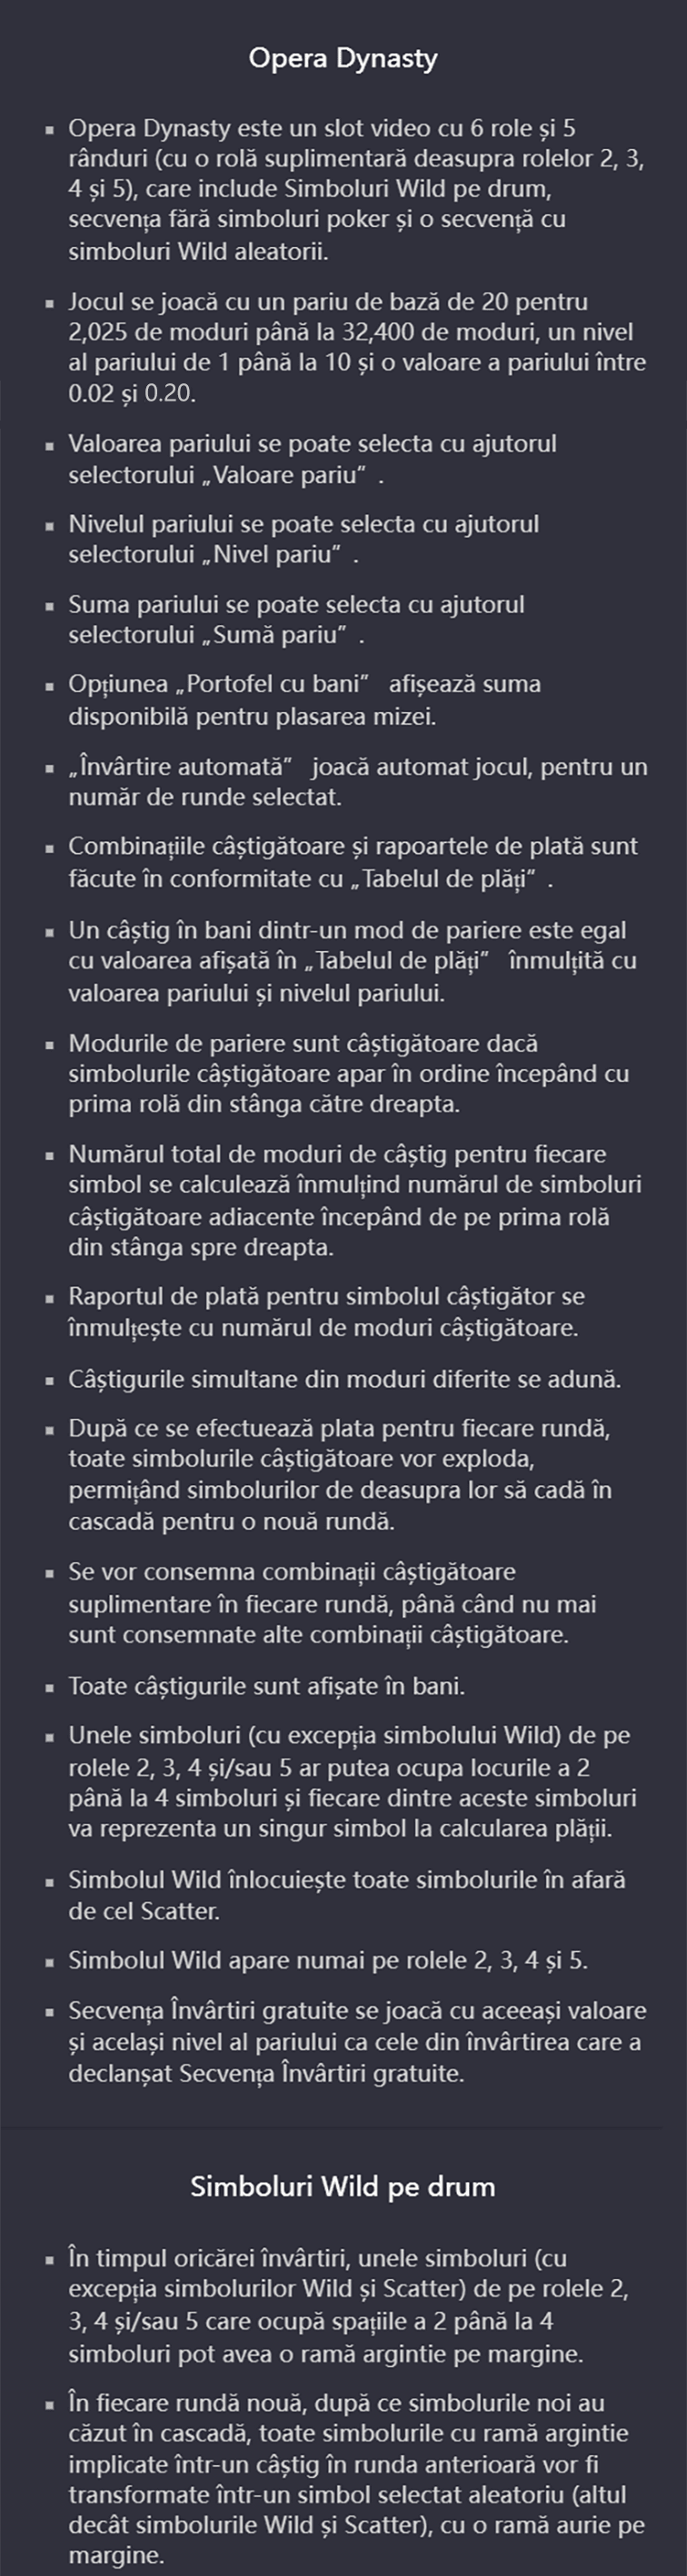 Opera Dynasty
▪ Opera Dynasty este un slot video cu 6 role și 5
rânduri (cu o rolă suplimentară deasupra rolelor 2, 3,
4 și 5), care include Simboluri Wild pe drum,
secvența fără simboluri poker și o secvență cu
simboluri Wild aleatorii.
▪ Jocul se joacă cu un pariu de bază de 20 pentru
2,025 de moduri până la 32,400 de moduri, un nivel
al pariului de 1 până la 10 și o valoare a pariului între
0.02 și 0.20.
▪ Valoarea pariului se poate selecta cu ajutorul
selectorului „Valoare pariu” .
▪ Nivelul pariului se poate selecta cu ajutorul
selectorului „Nivel pariu” .
▪ Suma pariului se poate selecta cu ajutorul
selectorului „Sumă pariu” .
▪ Opțiunea „Portofel cu bani” afișează suma
disponibilă pentru plasarea mizei.
▪ „Învârtire automată” joacă automat jocul, pentru un
număr de runde selectat.
▪ Combinațiile câștigătoare și rapoartele de plată sunt
făcute în conformitate cu „Tabelul de plăți” .
▪ Un câștig în bani dintr-un mod de pariere este egal
cu valoarea afișată în „Tabelul de plăți” înmulțită cu
valoarea pariului și nivelul pariului.
▪ Modurile de pariere sunt câștigătoare dacă
simbolurile câștigătoare apar în ordine începând cu
prima rolă din stânga către dreapta.
▪ Numărul total de moduri de câștig pentru fiecare
simbol se calculează înmulțind numărul de simboluri
câștigătoare adiacente începând de pe prima rolă
din stânga spre dreapta.
▪ Raportul de plată pentru simbolul câștigător se
înmulțește cu numărul de moduri câștigătoare.
▪ Câștigurile simultane din moduri diferite se adună.
▪ După ce se efectuează plata pentru fiecare rundă,
toate simbolurile câștigătoare vor exploda,
permițând simbolurilor de deasupra lor să cadă în
cascadă pentru o nouă rundă.
▪ Se vor consemna combinații câștigătoare
suplimentare în fiecare rundă, până când nu mai
sunt consemnate alte combinații câștigătoare.
▪ Toate câștigurile sunt afișate în bani.
▪ Unele simboluri (cu excepția simbolului Wild) de pe
rolele 2, 3, 4 și/sau 5 ar putea ocupa locurile a 2
până la 4 simboluri și fiecare dintre aceste simboluri
va reprezenta un singur simbol la calcularea plății.
▪ Simbolul Wild înlocuiește toate simbolurile în afară
de cel Scatter.
▪ Simbolul Wild apare numai pe rolele 2, 3, 4 și 5.
▪ Secvența Învârtiri gratuite se joacă cu aceeași valoare
și același nivel al pariului ca cele din învârtirea care a
declanșat Secvența Învârtiri gratuite.
Simboluri Wild pe drum
▪ În timpul oricărei învârtiri, unele simboluri (cu
excepția simbolurilor Wild și Scatter) de pe rolele 2,
3, 4 și/sau 5 care ocupă spațiile a 2 până la 4
simboluri pot avea o ramă argintie pe margine.
▪ În fiecare rundă nouă, după ce simbolurile noi au
căzut în cascadă, toate simbolurile cu ramă argintie
implicate într-un câștig în runda anterioară vor fi
transformate într-un simbol selectat aleatoriu (altul
decât simbolurile Wild și Scatter), cu o ramă aurie pe
margine.